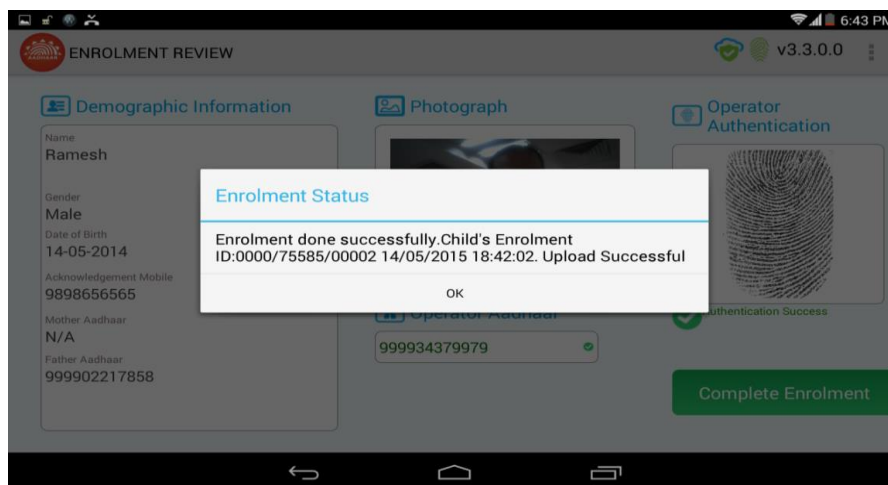 6:43 PM
AADHAAR
ENROLMENT REVIEW
v3.3.0.0
Demographic Information
Name
Ramesh
Gender
Male
Date of Birth
14-05-2014
Acknowledgement Mobile
9898656565
Mother Aadhaar
N/A
Father Aadhaar
999902217858
Photograph
Operator
Authentication
Enrolment Status
Enrolment done successfully.Child's Enrolment
ID:0000/75585/00002 14/05/2015 18:42:02. Upload Successful
OK
Operator Aadhaar
999934379979
Authentication Success
Complete Enrolment